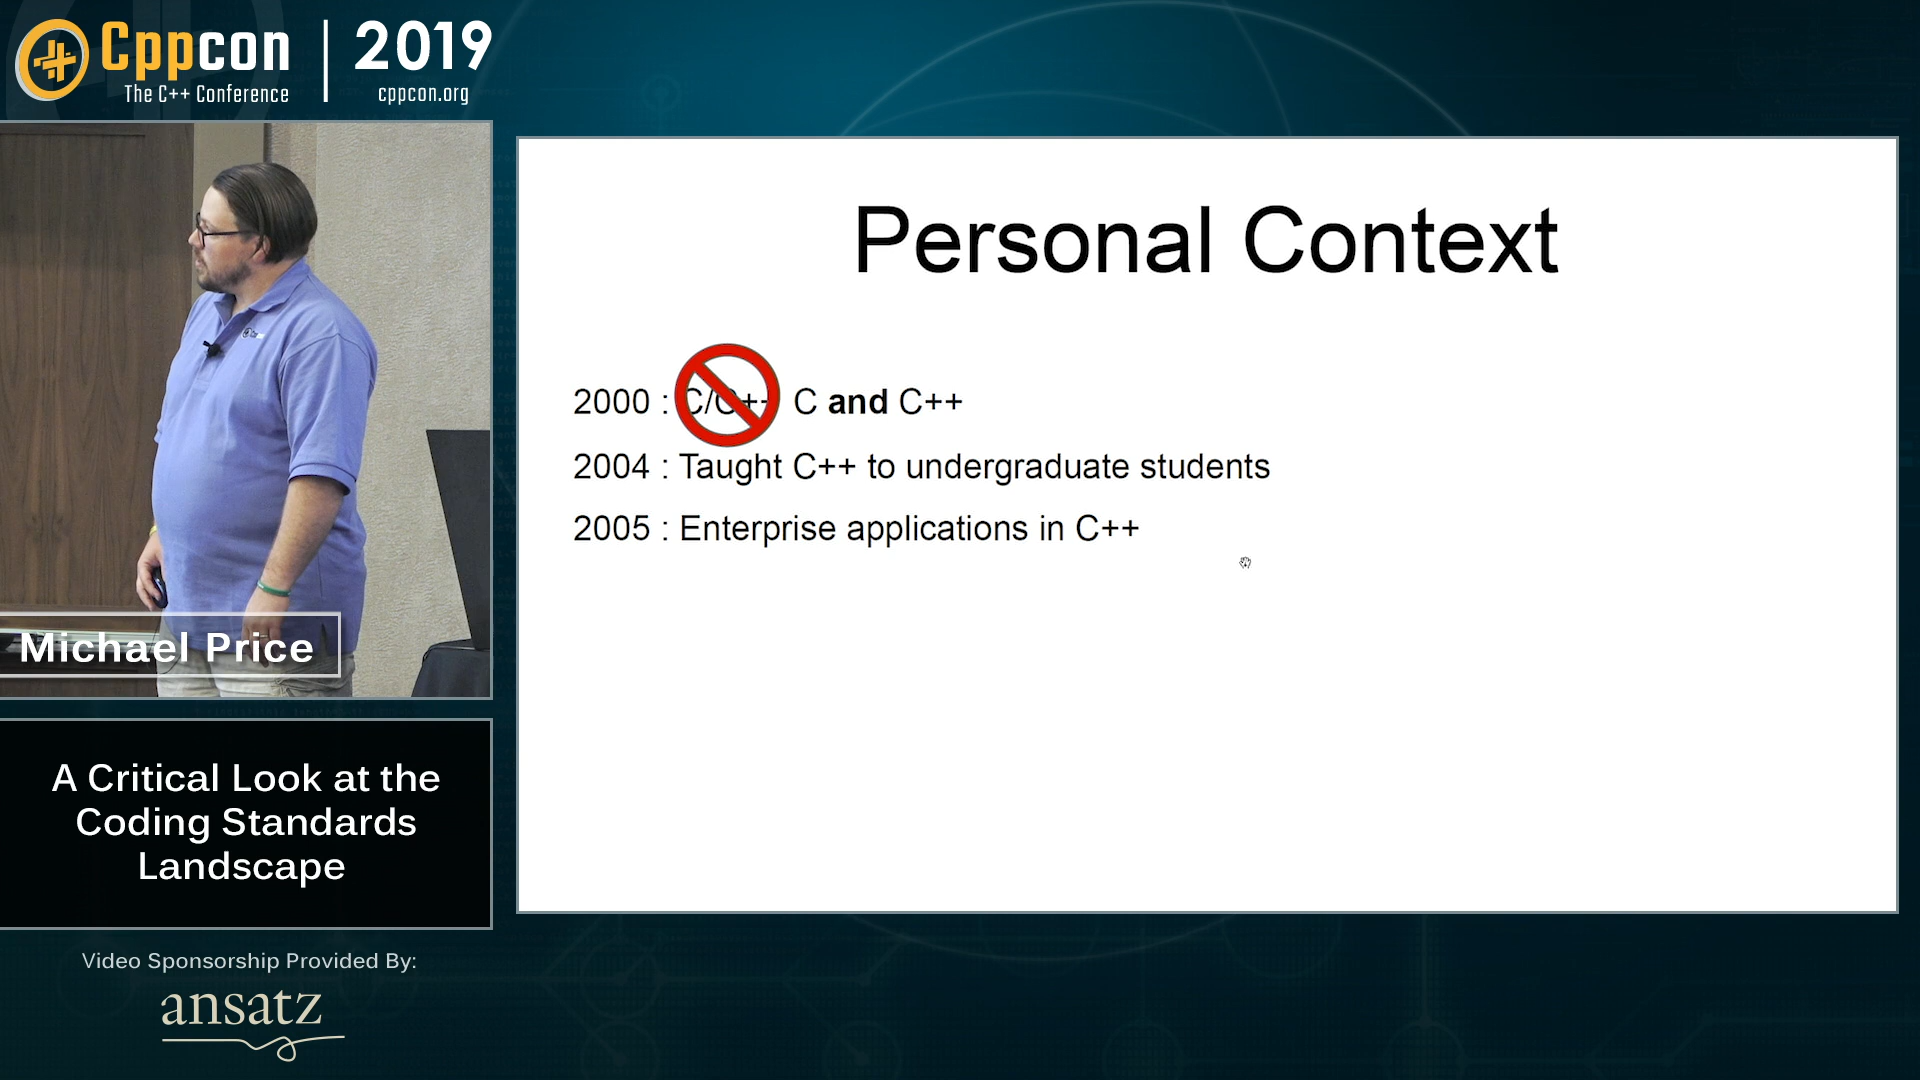 Cppcon
The C++ Conference
2019
cppcon.org
Michael Price
A Critical Look at the
Coding Standards
Landscape
Video Sponsorship Provided By:
ansatz
Personal Context
2000 : C/C++ C and C++
2004 : Taught C++ to undergraduate students
2005 : Enterprise applications in C++